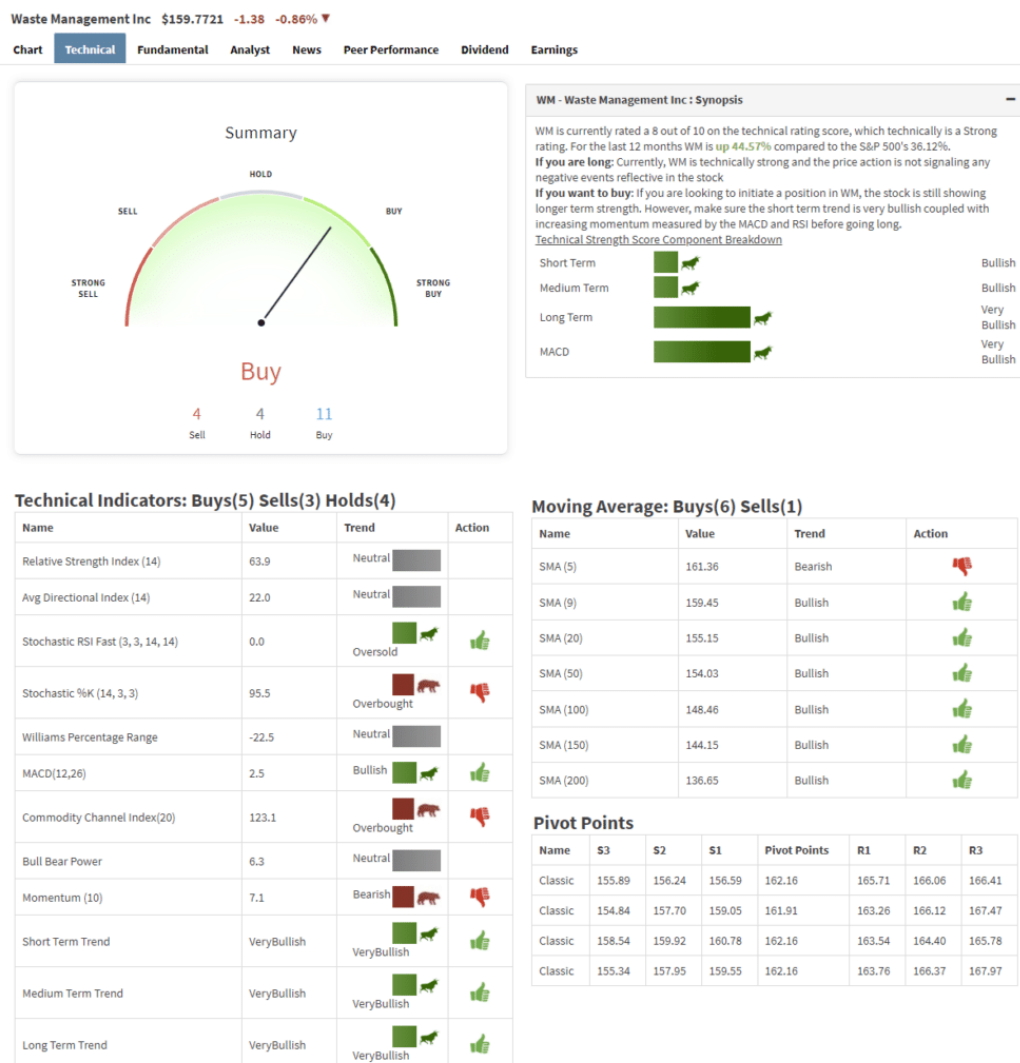 Waste Management Inc $159.7721 -1.38 -0.86% ▼
Chart Technical Fundamental Analyst News Peer Performance Dividend Earnings
Summary
HOLD
SELL BUY
STRONG SELL
STRONG BUY
Buy
4 4 11
Sell Hold Buy
WM - Waste Management Inc : Synopsis
WM is currently rated a 8 out of 10 on the technical rating score, which technically is a Strong
rating. For the last 12 months WM is up 44.57% compared to the S&P 500's 36.12%.
If you are long: Currently, WM is technically strong and the price action is not signaling any
negative events reflective in the stock
If you want to buy: If you are looking to initiate a position in WM, the stock is still showing
longer term strength. However, make sure the short term trend is very bullish coupled with
increasing momentum measured by the MACD and RSI before going long.
Technical Strength Score Component Breakdown
Short Term Bullish
Medium Term Bullish
Long Term Very Bullish
MACD Very Bullish
Technical Indicators: Buys(5) Sells(3) Holds(4)
Name Value Trend Action
Relative Strength Index (14) 63.9 Neutral
Avg Directional Index (14) 22.0 Neutral
Stochastic RSI Fast (3, 3, 14, 14) 0.0 Oversold
Stochastic %K (14, 3, 3) 95.5 Overbought
Williams Percentage Range -22.5 Neutral
MACD(12,26) 2.5 Bullish
Commodity Channel Index(20) 123.1 Overbought
Bull Bear Power 6.3 Neutral
Momentum (10) 7.1 Bearish
Short Term Trend VeryBullish VeryBullish
Medium Term Trend VeryBullish VeryBullish
Long Term Trend VeryBullish VeryBullish
Moving Average: Buys(6) Sells(1)
Name Value Trend Action
SMA (5) 161.36 Bearish
SMA (9) 159.45 Bullish
SMA (20) 155.15 Bullish
SMA (50) 154.03 Bullish
SMA (100) 148.46 Bullish
SMA (150) 144.15 Bullish
SMA (200) 136.65 Bullish
Pivot Points
Name S3 S2 S1 Pivot Points R1 R2 R3
Classic 155.89 156.24 156.59 162.16 165.71 166.06 166.41
Classic 154.84 157.70 159.05 161.91 163.26 166.12 167.47
Classic 158.54 159.92 160.78 162.16 163.54 164.40 165.78
Classic 155.34 157.95 159.55 162.16 163.76 166.37 167.97